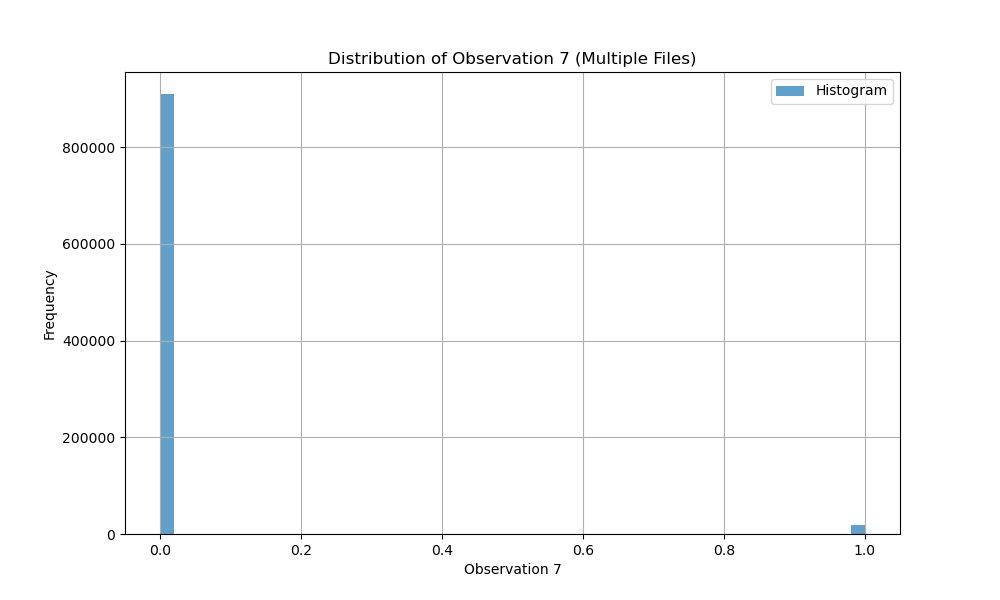 Distribution of Observation 7 (Multiple Files)
Histogram
800000
600000
400000
200000
0
Frequency
0.0 0.2 0.4 0.6 0.8 1.0
Observation 7